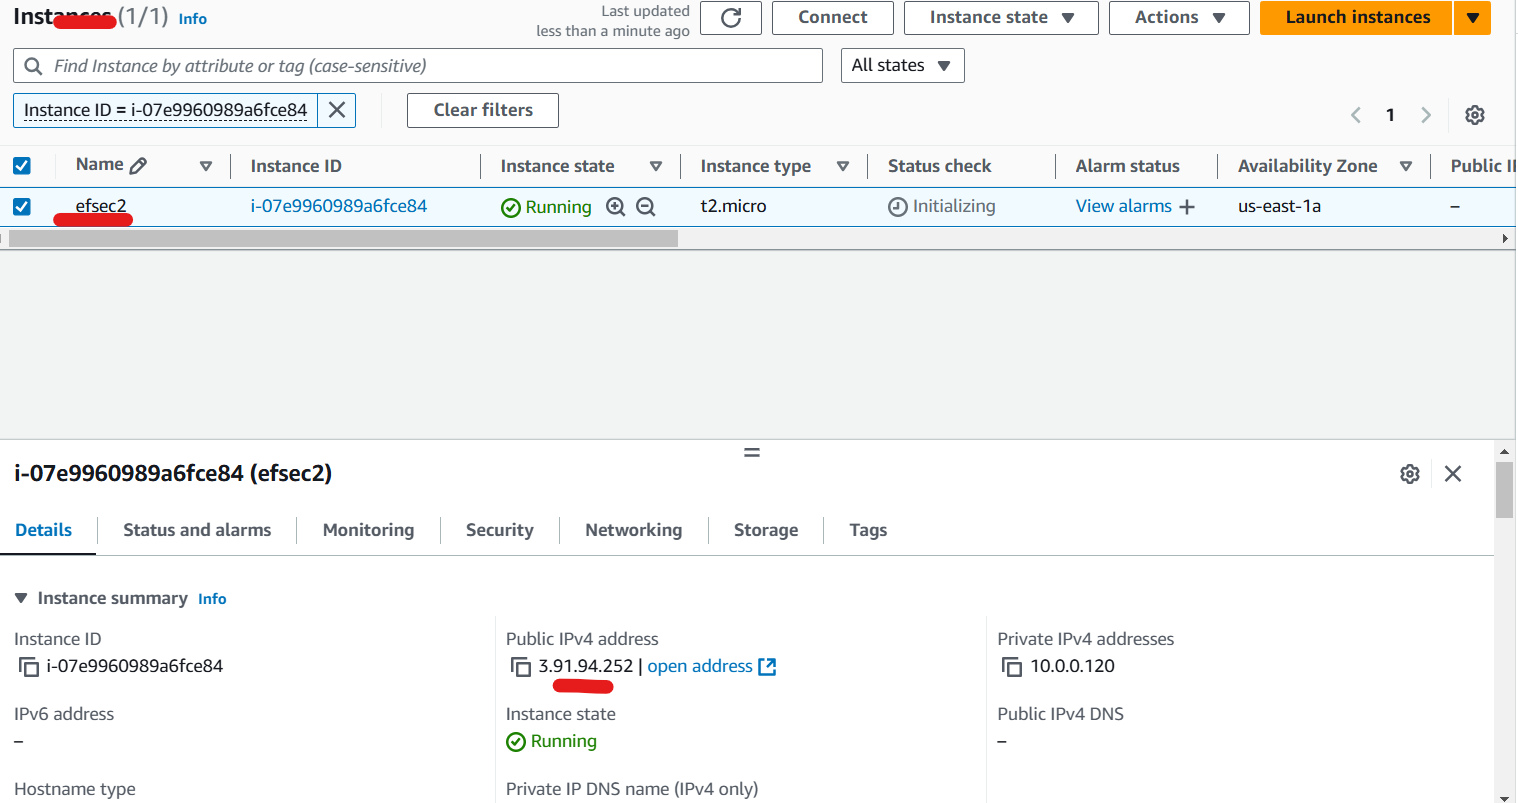 Instances (1/1) Info
Last updated
less than a minute ago
Connect
Instance state
Actions
Launch instances
Find Instance by attribute or tag (case-sensitive)
All states
Instance ID = i-07e9960989a6fce84
Clear filters
1
Name Instance ID Instance state Instance type Status check Alarm status Availability Zone Public
efsec2 i-07e9960989a6fce84 Running t2.micro Initializing View alarms + us-east-1a –
i-07e9960989a6fce84 (efsec2)
Details Status and alarms Monitoring Security Networking Storage Tags
Instance summary Info
Instance ID
i-07e9960989a6fce84
Public IPv4 address
3.91.94.252 | open address
Private IPv4 addresses
10.0.0.120
IPv6 address
–
Instance state
Running
Public IPv4 DNS
–
Hostname type
Private IP DNS name (IPv4 only)